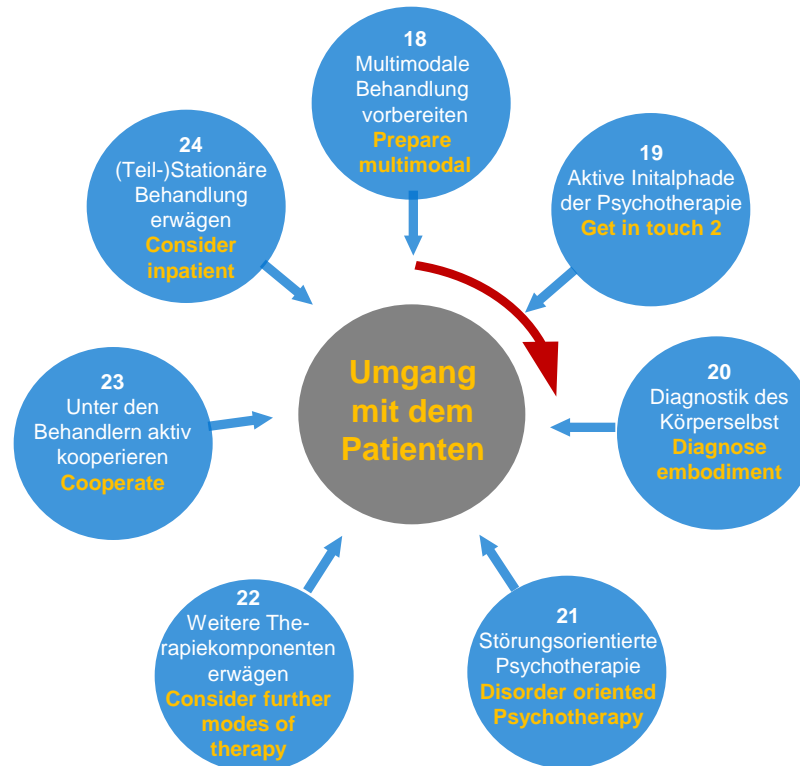 18
Multimodale
Behandlung
vorbereiten
Prepare
multimodal
19
Aktive Initalphade
der Psychotherapie
Get in touch 2
20
Diagnostik des
Körperselbst
Diagnose
embodiment
21
Störungsorientierte
Psychotherapie
Disorder oriented
Psychotherapy
22
Weitere The-
rapiekomponenten
erwägen
Consider further
modes of
therapy
23
Unter den
Behandlern aktiv
kooperieren
Cooperate
24
(Teil-)Stationäre
Behandlung
erwägen
Consider
inpatient
Umgang
mit dem
Patienten